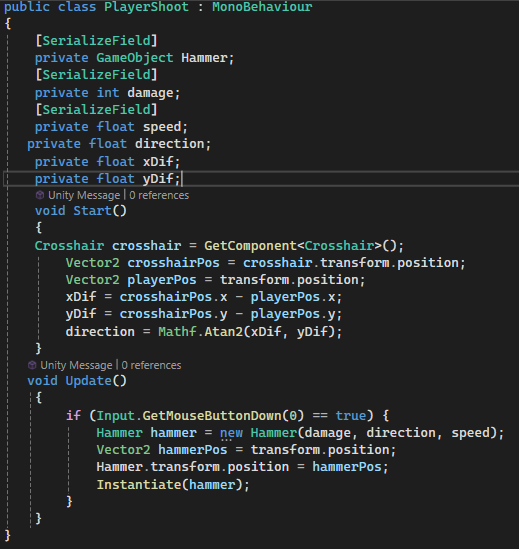 public class PlayerShoot : MonoBehaviour
{
[SerializeField]
private GameObject Hammer;
[SerializeField]
private int damage;
[SerializeField]
private float speed;
private float direction;
private float xDif;
private float yDif;
Unity Message | 0 references
void Start()
{
Crosshair crosshair = GetComponent<Crosshair>();
Vector2 crosshairPos = crosshair.transform.position;
Vector2 playerPos = transform.position;
xDif = crosshairPos.x - playerPos.x;
yDif = crosshairPos.y - playerPos.y;
direction = Mathf.Atan2(xDif, yDif);
}
Unity Message | 0 references
void Update()
{
if (Input.GetMouseButtonDown(0) == true) {
Hammer hammer = new Hammer(damage, direction, speed);
Vector2 hammerPos = transform.position;
Hammer.transform.position = hammerPos;
Instantiate(hammer);
}
}
}